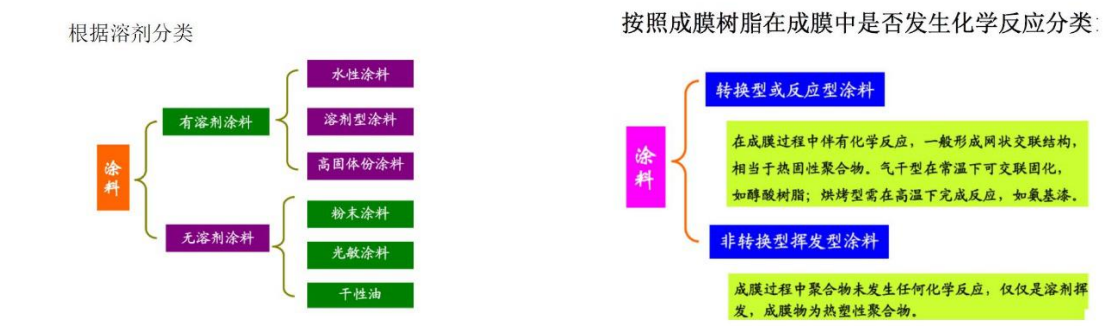 根据溶剂分类
水性涂料
有溶剂涂料
溶剂型涂料
高固体份涂料
涂料
粉末涂料
无溶剂涂料
光敏涂料
干性油
按照成膜树脂在成膜中是否发生化学反应分类:
转换型或反应型涂料
在成膜过程中伴有化学反应，一般形成网状交联结构，
相当于热固性聚合物。气干型在常温下可交联固化，
如醇酸树脂；烘烤型需在高温下完成反应，如氨基漆。
涂料
非转换型挥发型涂料
成膜过程中聚合物未发生任何化学反应，仅仅是溶剂挥
发，成膜物为热塑性聚合物。